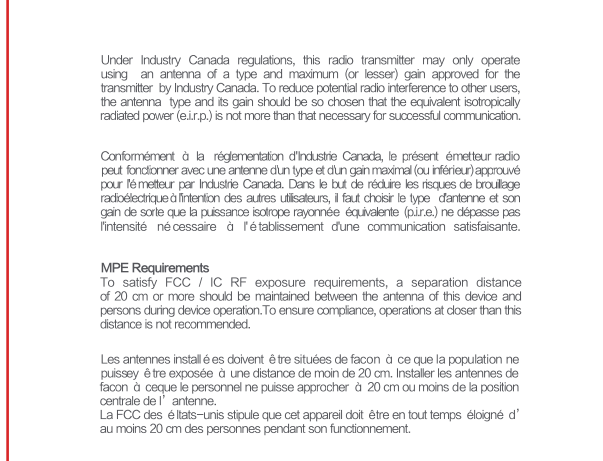 Under Industry Canada regulations, this radio transmitter may only operate
using an antenna of a type and maximum (or lesser) gain approved for the
transmitter by Industry Canada. To reduce potential radio interference to other users,
the antenna type and its gain should be so chosen that the equivalent isotropically
radiated power (e.i.r.p.) is not more than that necessary for successful communication.
Conformément à la réglementation d'Industrie Canada, le présent émetteur radio
peut fonctionner avec une antenne d'un type et d'un gain maximal (ou inférieur) approuvé
pour l'émetteur par Industrie Canada. Dans le but de réduire les risques de brouillage
radioélectrique à l'intention des autres utilisateurs, il faut choisir le type d'antenne et son
gain de sorte que la puissance isotrope rayonnée équivalente (p.i.r.e.) ne dépasse pas
l'intensité nécessaire à l'établissement d'une communication satisfaisante.
MPE Requirements
To satisfy FCC / IC RF exposure requirements, a separation distance
of 20 cm or more should be maintained between the antenna of this device and
persons during device operation.To ensure compliance, operations at closer than this
distance is not recommended.
Les antennes installées doivent être situées de facon à ce que la population ne
puissey être exposée à une distance de moin de 20 cm. Installer les antennes de
facon à ceque le personnel ne puisse approcher à 20 cm ou moins de la position
centrale de l' antenne.
La FCC des éltats-unis stipule que cet appareil doit être en tout temps éloigné d'
au moins 20 cm des personnes pendant son functionnement.